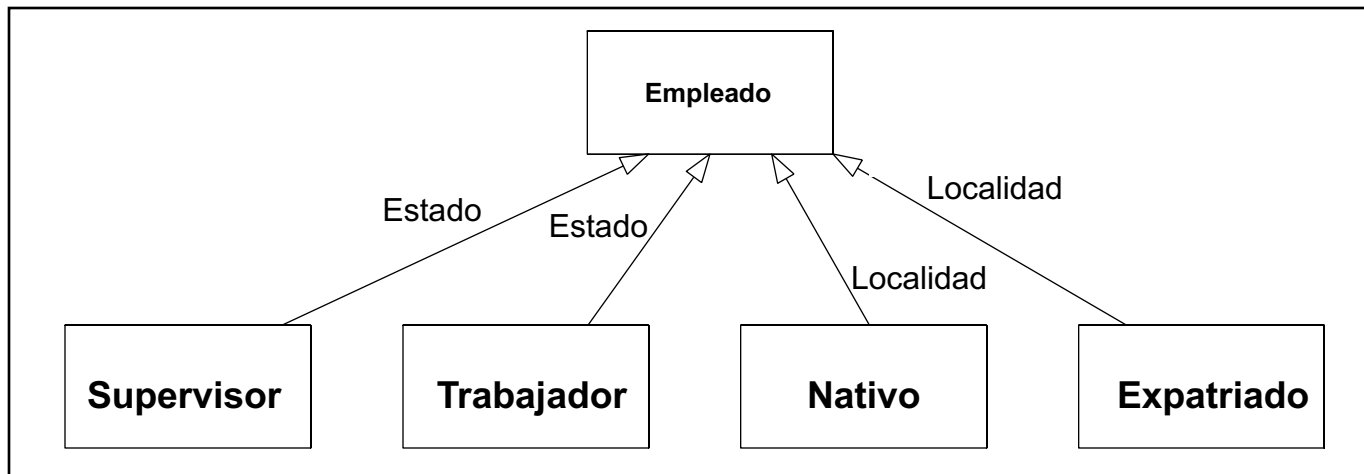 Empleado
Localidad
Estado
Estado
Localidad
Supervisor
Trabajador
Nativo
Expatriado